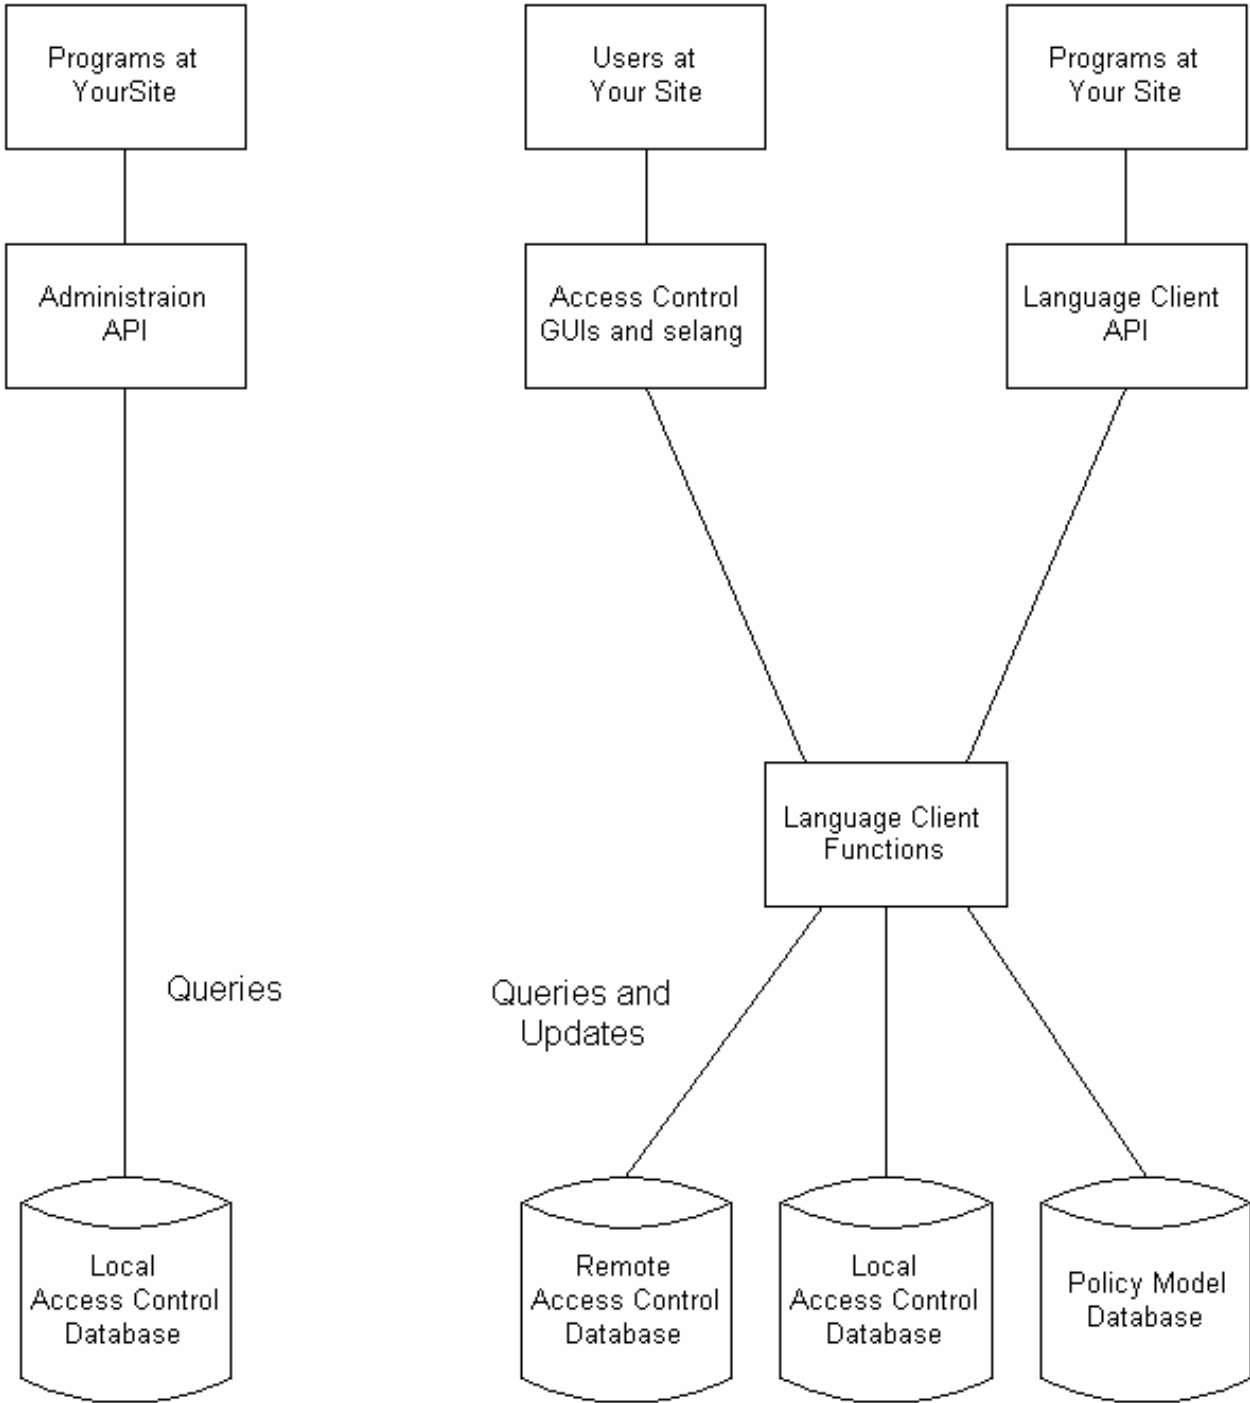 Programs at
YourSite
Users at
Your Site
Programs at
Your Site
Administraion
API
Access Control
GUIs and selang
Language Client
API
Language Client
Functions
Queries
Queries and
Updates
Local
Access Control
Database
Remote
Access Control
Database
Local
Access Control
Database
Policy Model
Database